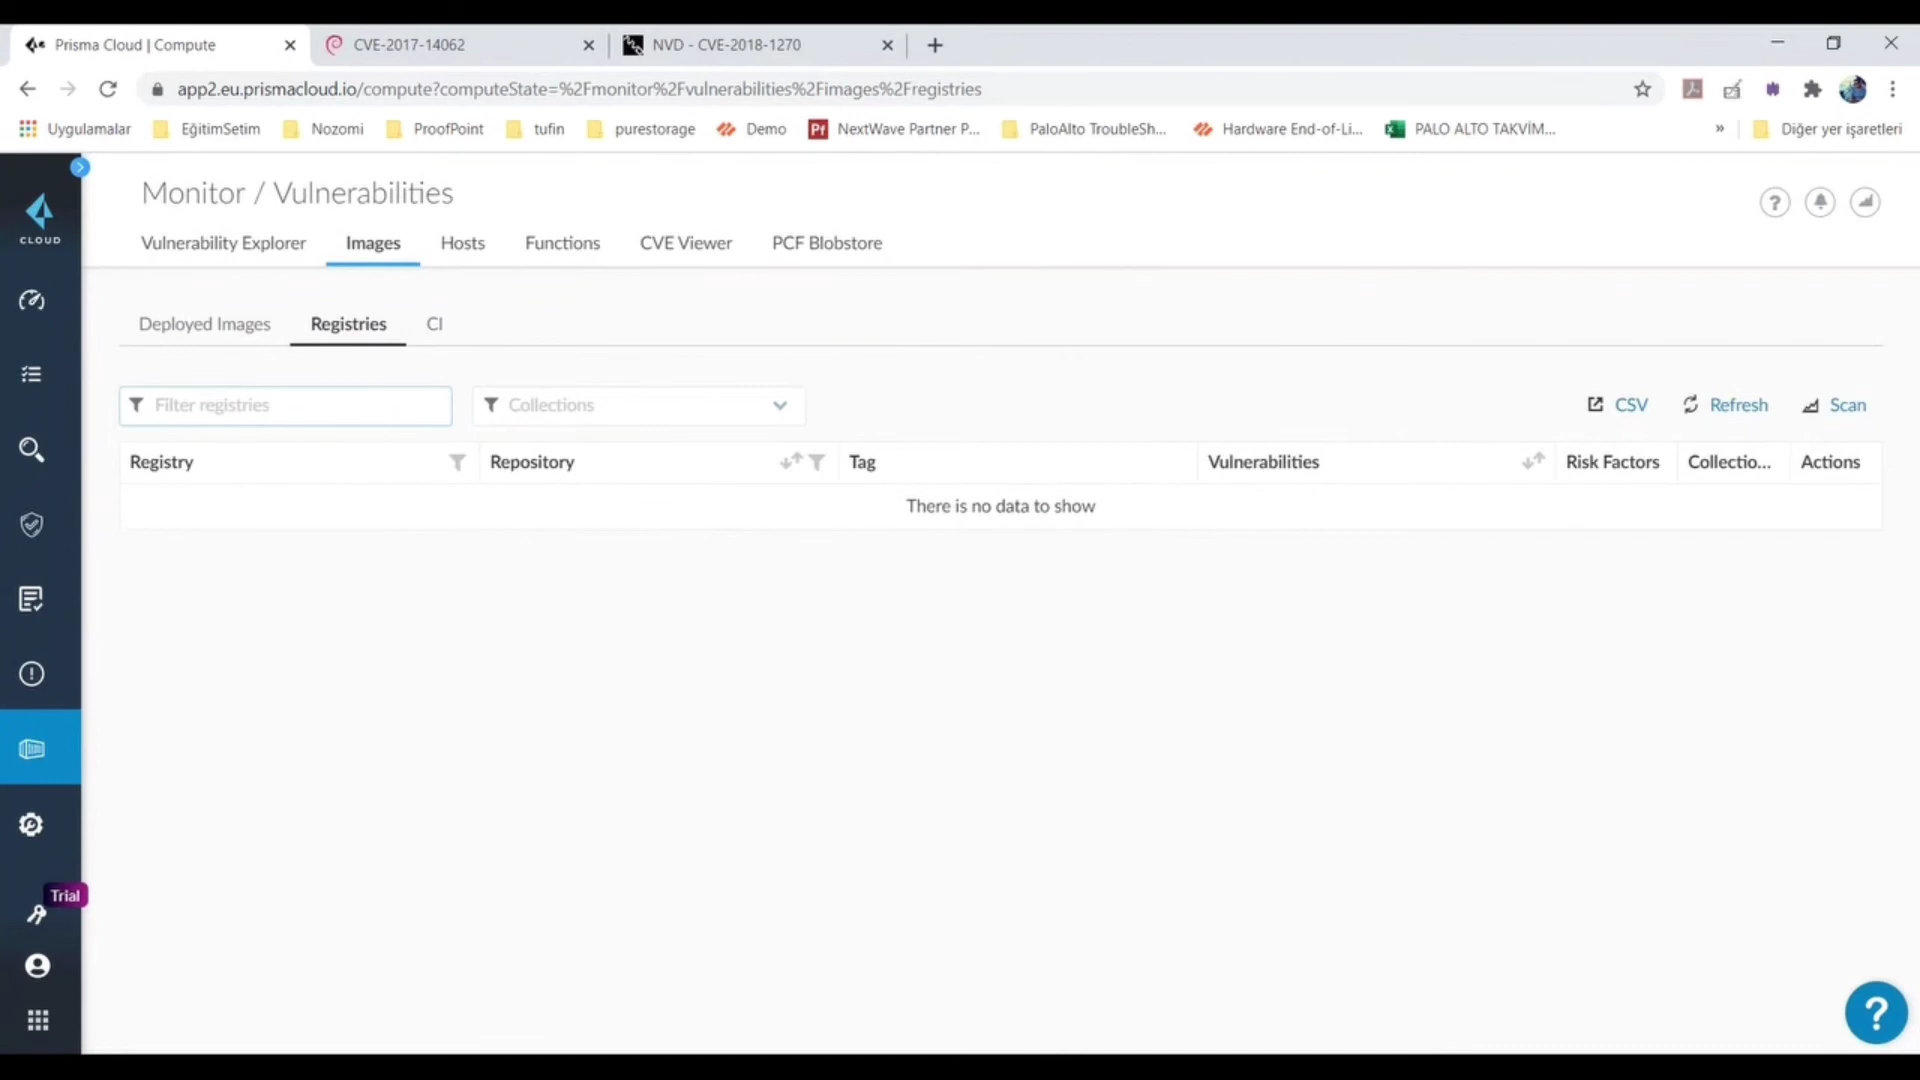 Prisma Cloud | Compute
CVE-2017-14062
NVD - CVE-2018-1270
app2.eu.prismacloud.io/compute?computeState=%2Fmonitor%2Fvulnerabilities%2Fimages%2Fregistries
Uygulamalar
EğitimSetim
Nozomi
ProofPoint
tufin
purestorage
Demo
Pf
NextWave Partner P...
PaloAlto TroubleSh...
Hardware End-of-Li...
PALO ALTO TAKVİM...
»
Diğer yer işaretleri
CLOUD
Monitor / Vulnerabilities
Vulnerability Explorer
Images
Hosts
Functions
CVE Viewer
PCF Blobstore
Deployed Images
Registries
CI
Filter registries
Collections
CSV
Refresh
Scan
Registry
Repository
Tag
Vulnerabilities
Risk Factors
Collectio...
Actions
There is no data to show
Trial